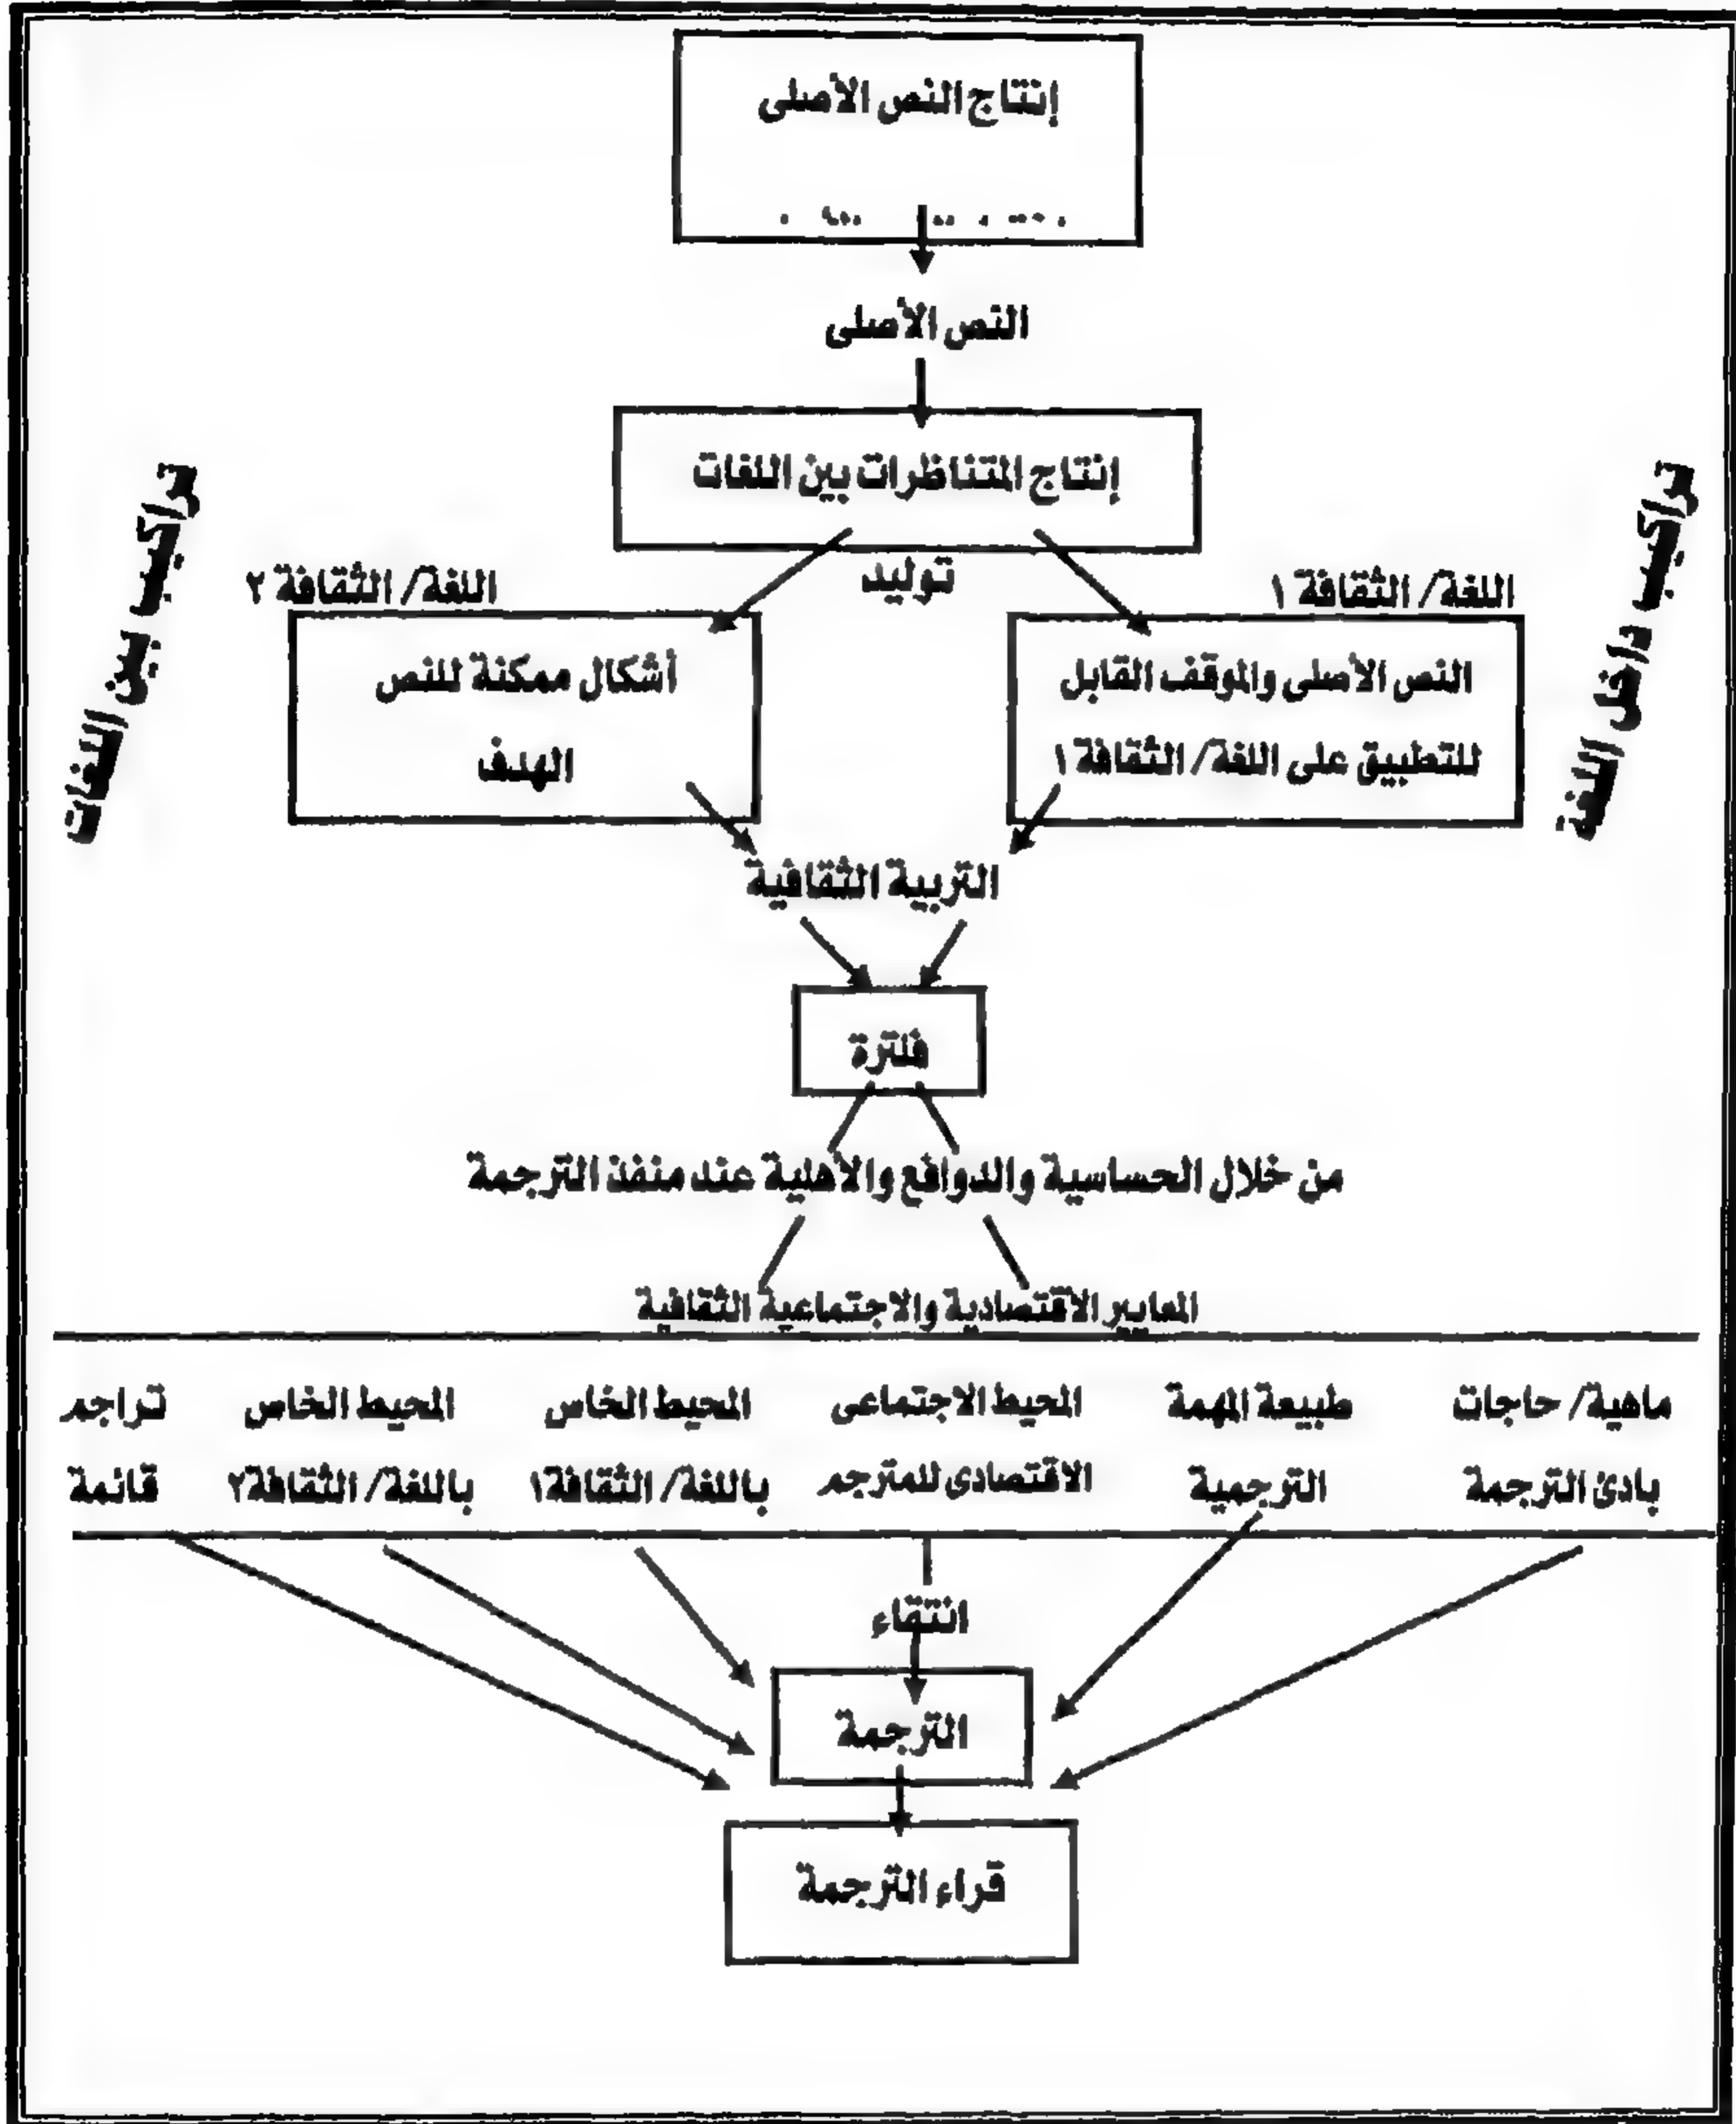 إنتاج النص الأصلى
النص الأصلى
إنتاج المتناظرات بين اللغات
توليد
اللغة/ الثقافة ١
اللغة/ الثقافة ٢
تراكيب داخل اللغة
تراكيب بين اللغات
النص الأصلى والموقف القابل
للتطبيق على اللغة/ الثقافة ١
أشكال ممكنة للنص
الهدف
التربية الثقافية
فلترة
من خلال الحساسية والدوافع والأهلية عند منفذ الترجمة
المعايير الاقتصادية والاجتماعية الثقافية
ماهية/ حاجات
بادئ الترجمة
طبيعة المهمة
الترجمية
المحيط الاجتماعى
الاقتصادى للمترجم
المحيط الخاص
باللغة/ الثقافة١
المحيط الخاص
باللغة/ الثقافة٢
تراجم
قائمة
انتقاء
الترجمة
قراء الترجمة